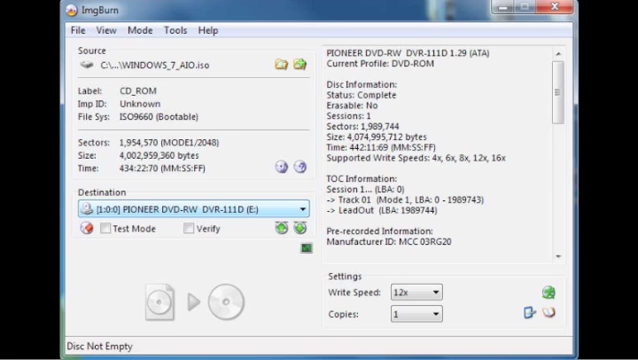 ImgBurn
File View Mode Tools Help
Source
C:\...\WINDOWS_7_AIO.iso
Label: CD_ROM
Imp ID: Unknown
File Sys: ISO9660 (Bootable)
Sectors: 1,954,570 (MODE1/2048)
Size: 4,002,959,360 bytes
Time: 434:22:70 (MM:SS/FF)
Destination
[1:0:0] PIONEER DVD-RW DVR-111D (E:)
Test Mode Verify
PIONEER DVD-RW DVR-111D 1.29 (ATA)
Current Profile: DVD-ROM
Disc Information:
Status: Complete
Erasable: No
Sessions: 1
Sectors: 1,989,744
Size: 4,074,995,712 bytes
Time: 442:11:69 (MM:SS/FF)
Supported Write Speeds: 4x, 6x, 8x, 12x, 16x
TOC Information:
Session 1... (LBA: 0)
-> Track 01 (Mode 1, LBA: 0 - 1989743)
-> LeadOut (LBA: 1989744)
Pre-recorded Information:
Manufacturer ID: MCC 03RG20
Settings
Write Speed: 12x
Copies: 1
Disc Not Empty